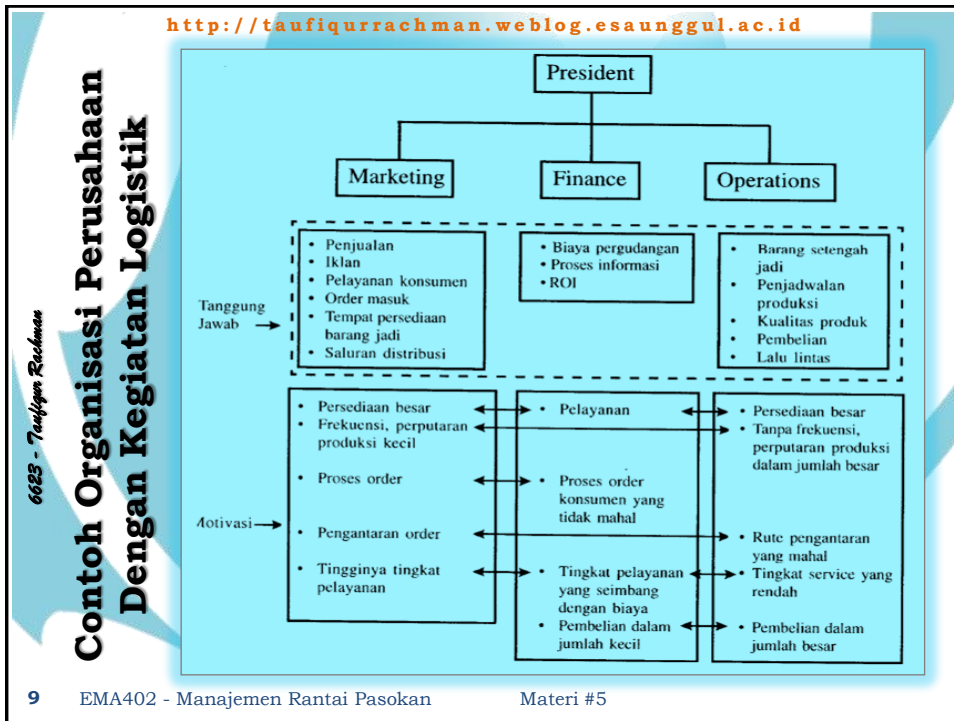 http://taufiqurrachman.weblog.esaunggul.ac.id
6623 - Taufiqur Rachman
Contoh Organisasi Perusahaan
Dengan Kegiatan Logistik
President
Marketing
Finance
Operations
Tanggung
Jawab
• Penjualan
• Iklan
• Pelayanan konsumen
• Order masuk
• Tempat persediaan
barang jadi
• Saluran distribusi
• Biaya pergudangan
• Proses informasi
• ROI
• Barang setengah
jadi
• Penjadwalan
produksi
• Kualitas produk
• Pembelian
• Lalu lintas
Motivasi
• Persediaan besar
• Frekuensi, perputaran
produksi kecil
• Proses order
• Pengantaran order
• Tingginya tingkat
pelayanan
• Pelayanan
• Proses order
konsumen yang
tidak mahal
• Tingkat pelayanan
yang seimbang
dengan biaya
• Pembelian dalam
jumlah kecil
• Persediaan besar
• Tanpa frekuensi,
perputaran produksi
dalam jumlah besar
• Rute pengantaran
yang mahal
• Tingkat service yang
rendah
• Pembelian dalam
jumlah besar
9 EMA402 - Manajemen Rantai Pasokan Materi #5